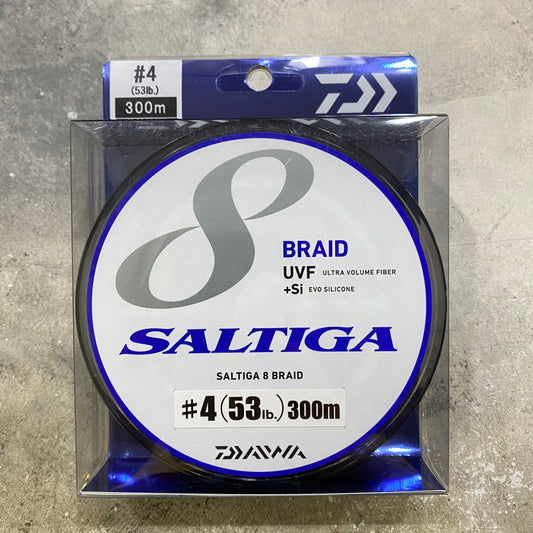 #4
(53lb.)
300m
8
BRAID
UVF ULTRA VOLUME FIBER
+Si EVO SILICONE
SALTIGA
SALTIGA 8 BRAID
#4(53lb.)300m
DAIWA